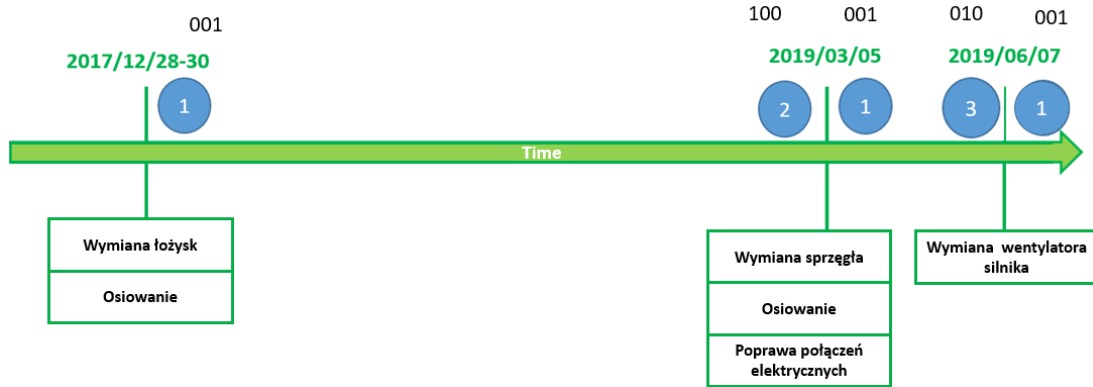 001
2017/12/28-30
1
100
001
2019/03/05
2
1
010
001
2019/06/07
3
1
Time
Wymiana łożysk
Osiowanie
Wymiana sprzęgła
Osiowanie
Poprawa połączeń
elektrycznych
Wymiana wentylatora
silnika